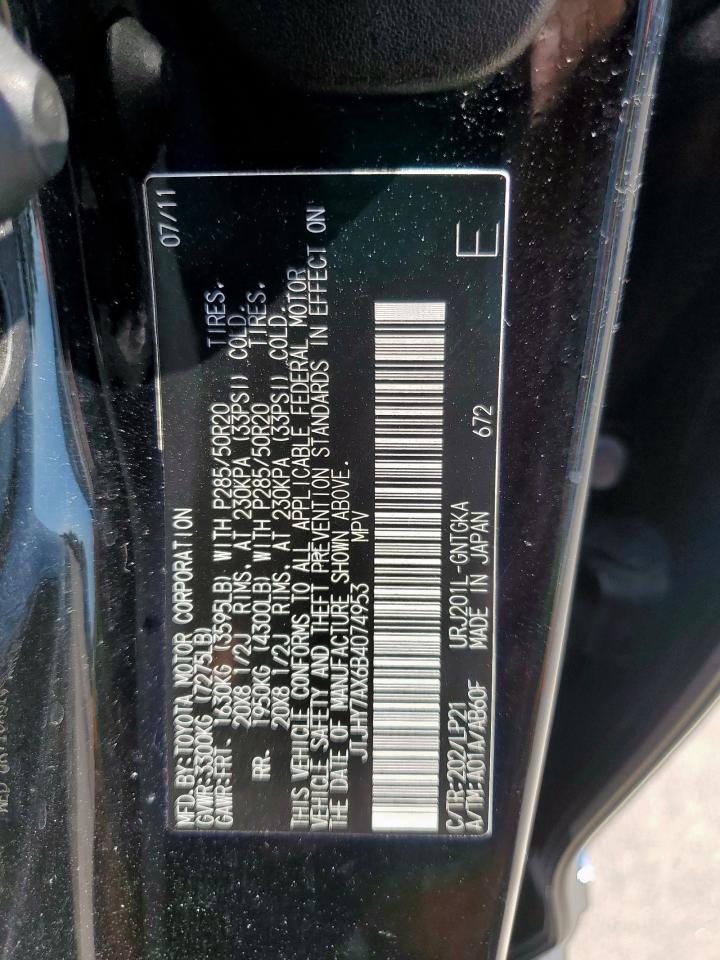 MFD. BY: TOYOTA MOTOR CORPORATION 07/11
GVWR: 3300KG (7275LB)
GAWR: FRT. 1630KG (3595LB) WITH P285/50R20 TIRES.
20X8 1/2J RIMS. AT 230KPA (33PSI) COLD.
RR. 1950KG (4300LB) WITH P285/50R20 TIRES.
20X8 1/2J RIMS. AT 230KPA (33PSI) COLD.
THIS VEHICLE CONFORMS TO ALL APPLICABLE FEDERAL MOTOR
VEHICLE SAFETY AND THEFT PREVENTION STANDARDS IN EFFECT ON
THE DATE OF MANUFACTURE SHOWN ABOVE.
JTJHY7AX6B4074953 MPV
C/TR:202/LP21 URJ201L-GNTGKA 672 E
A/TM:A01A/AB60F MADE IN JAPAN